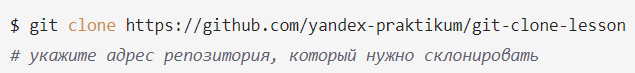 $ git clone https://github.com/yandex-praktikum/git-clone-lesson
# укажите адрес репозитория, который нужно склонировать